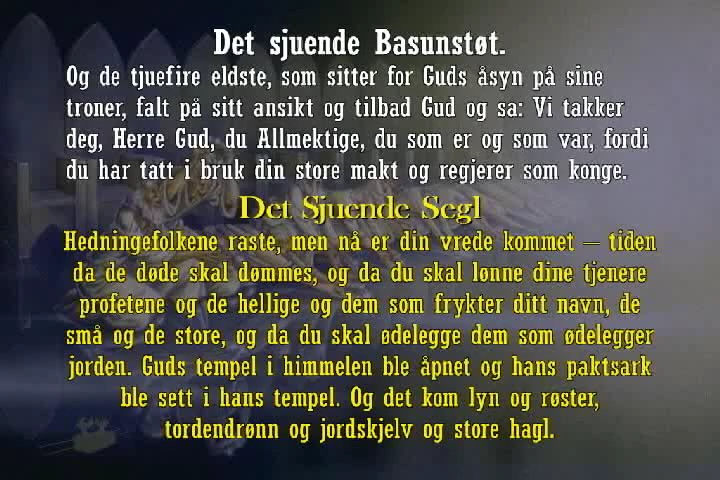 Det sjuende Basunstøt.
Og de tjuefire eldste, som sitter for Guds åsyn på sine
troner, falt på sitt ansikt og tilbad Gud og sa: Vi takker
deg, Herre Gud, du Allmektige, du som er og som var, fordi
du har tatt i bruk din store makt og regjerer som konge.
Det Sjuende Segl
Hedningefolkene raste, men nå er din vrede kommet – tiden
da de døde skal dømmes, og da du skal lønne dine tjenere
profetene og de hellige og dem som frykter ditt navn, de
små og de store, og da du skal ødelegge dem som ødelegger
jorden. Guds tempel i himmelen ble åpnet og hans paktsark
ble sett i hans tempel. Og det kom lyn og røster,
tordendrønn og jordskjelv og store hagl.